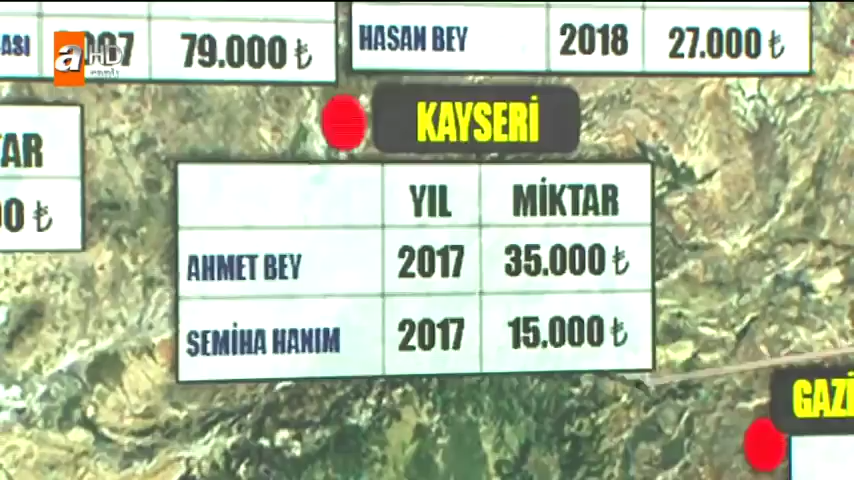 79.000 ₺
HASAN BEY 2018 27.000 ₺
a HD
KAYSERİ
YIL MİKTAR
AHMET BEY 2017 35.000 ₺
SEMİHA HANIM 2017 15.000 ₺